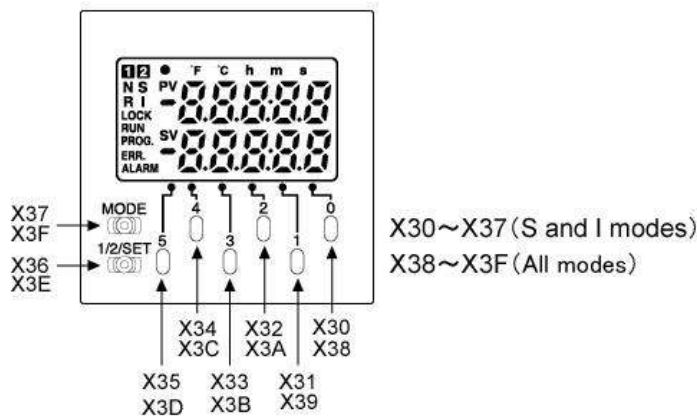 1 2 °F °C h m s
N S PV 8.8.8:8.8
R I
LOCK
RUN
PROG. SV 8.8.8:8.8
ERR.
ALARM
MODE 4 2 0
1/2/SET 5 3 1
X37
X3F
X36
X3E
X30～X37(S and I modes)
X38～X3F(All modes)
X34 X32 X30
X3C X3A X38
X35 X33 X31
X3D X3B X39